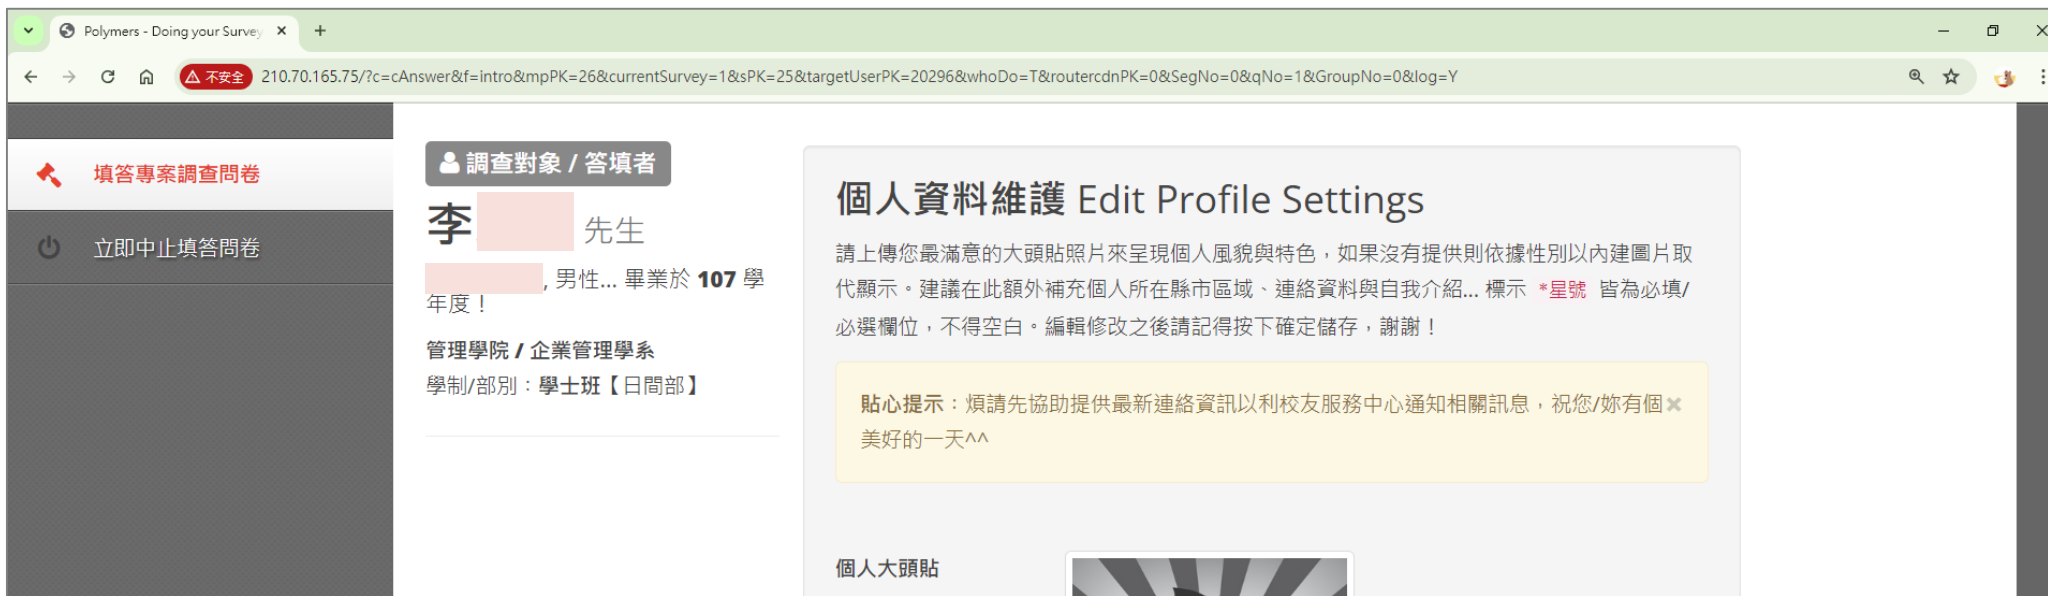 Polymers - Doing your Survey
不安全 210.70.165.75/?c=cAnswer&f=intro&mpPK=26&currentSurvey=1&sPK=25&targetUserPK=20296&whoDo=T&routercdnPK=0&SegNo=0&qNo=1&GroupNo=0&log=Y
填答專案調查問卷
立即中止填答問卷
調查對象 / 答填者
李 先生
, 男性... 畢業於 107 學
年度！
管理學院 / 企業管理學系
學制/部別：學士班【日間部】
個人資料維護 Edit Profile Settings
請上傳您最滿意的大頭貼照片來呈現個人風貌與特色，如果沒有提供則依據性別以內建圖片取
代顯示。建議在此額外補充個人所在縣市區域、連絡資料與自我介紹... 標示 *星號 皆為必填/
必選欄位，不得空白。編輯修改之後請記得按下確定儲存，謝謝！
貼心提示：煩請先協助提供最新連絡資訊以利校友服務中心通知相關訊息，祝您/妳有個
美好的一天^^
個人大頭貼